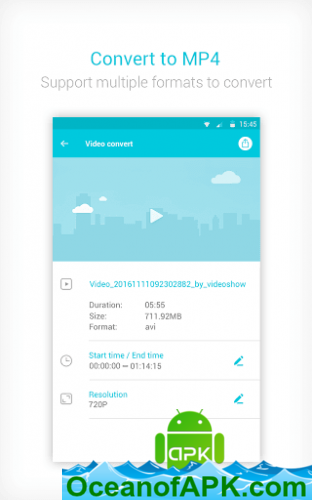 Convert to MP4
Support multiple formats to convert
15:45
Video convert
Video_20161111092302882_by_videoshow
Duration: 05:55
Size: 711.92MB
Format: avi
Start time / End time
00:00:00 – 01:14:15
Resolution
720P
APK
OceanofAPK.com